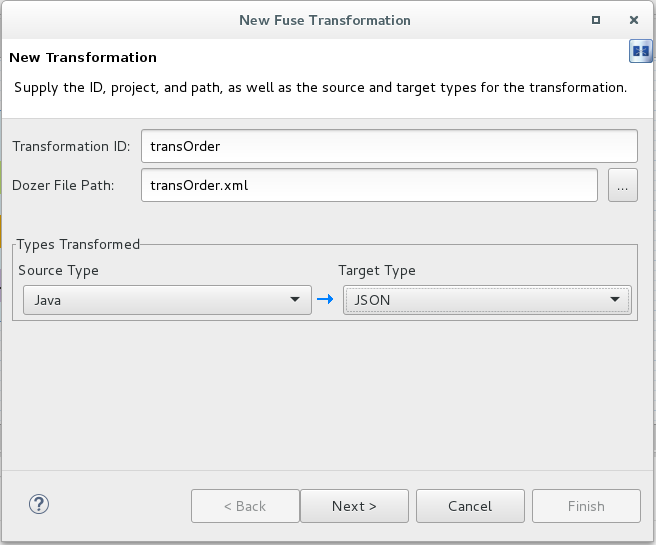 New Fuse Transformation
New Transformation
Supply the ID, project, and path, as well as the source and target types for the transformation.
Transformation ID: transOrder
Dozer File Path: transOrder.xml ...
Types Transformed
Source Type Target Type
Java JSON
? < Back Next > Cancel Finish